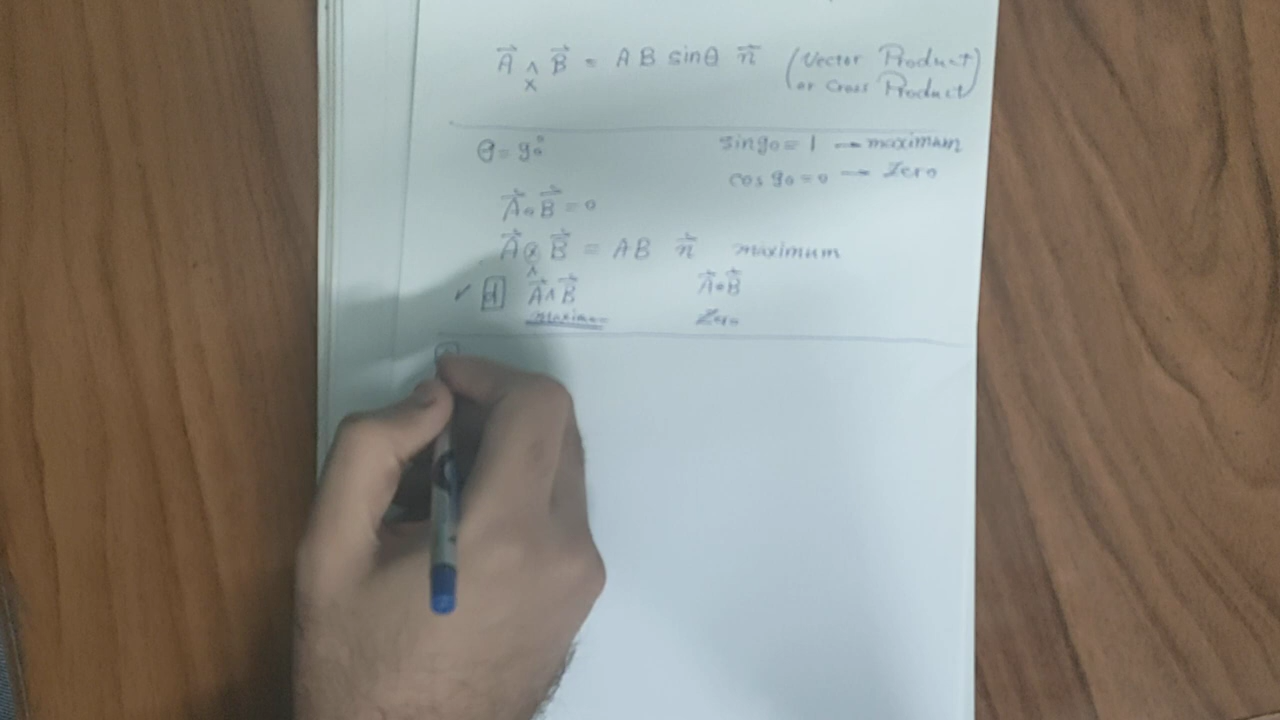 A⃗ ∧ B⃗ = A B sinθ n⃗ (Vector Product)
× or Cross Product)
θ = 90° sin90 = 1 → maximum
cos 90 = 0 → Zero
A⃗ • B⃗ = 0
A⃗ ⊗ B⃗ = A B n⃗ maximum
∧
✓ d A⃗ ∧ B⃗ A⃗ • B⃗
Zero